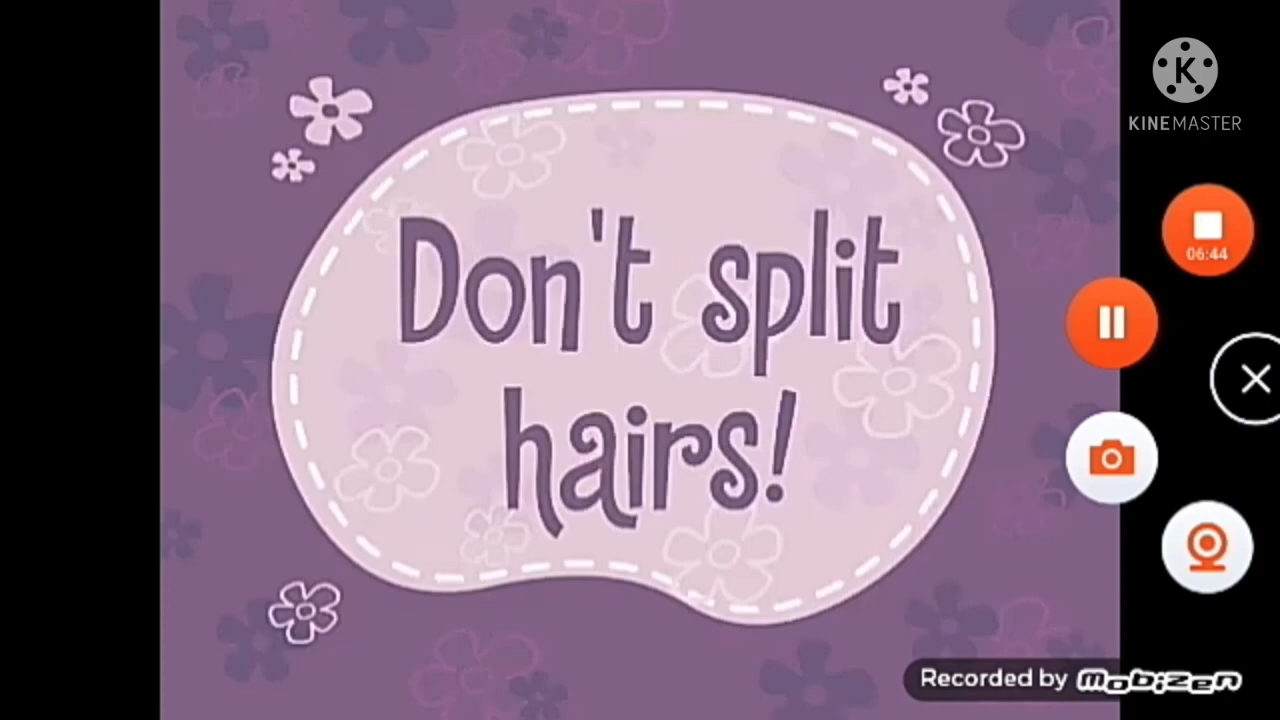 Don't split
hairs!
K
KINEMASTER
06:44
Recorded by mobizen